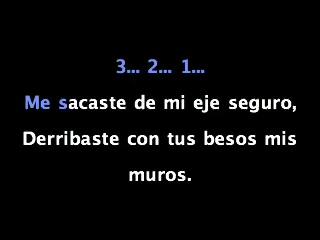 3... 2... 1...
Me sacaste de mi eje seguro,
Derribaste con tus besos mis
muros.